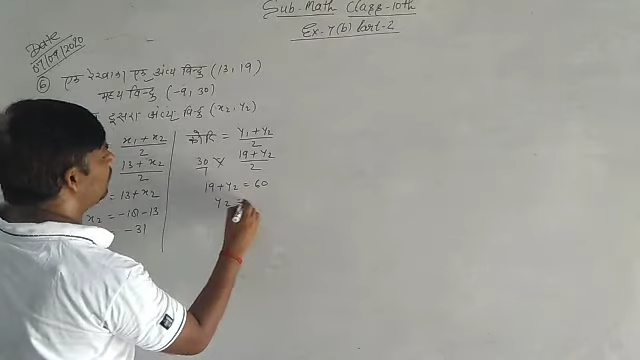 Sub-Math Class-10th
Ex-7(b) Part-2
Date
07/09/2020
⑥ एक रेखा का एक अंत्य बिन्दु (13, 19)
मध्य बिन्दु (-9, 30)
दूसरा अंत्य बिन्दु (x2, y2)
x1 + x2 / 2
13 + x2 / 2
= 13 + x2
x2 = -18 - 13
-31
कोटि = y1 + y2 / 2
30 / 1 × 19 + y2 / 2
19 + y2 = 60
y2 =